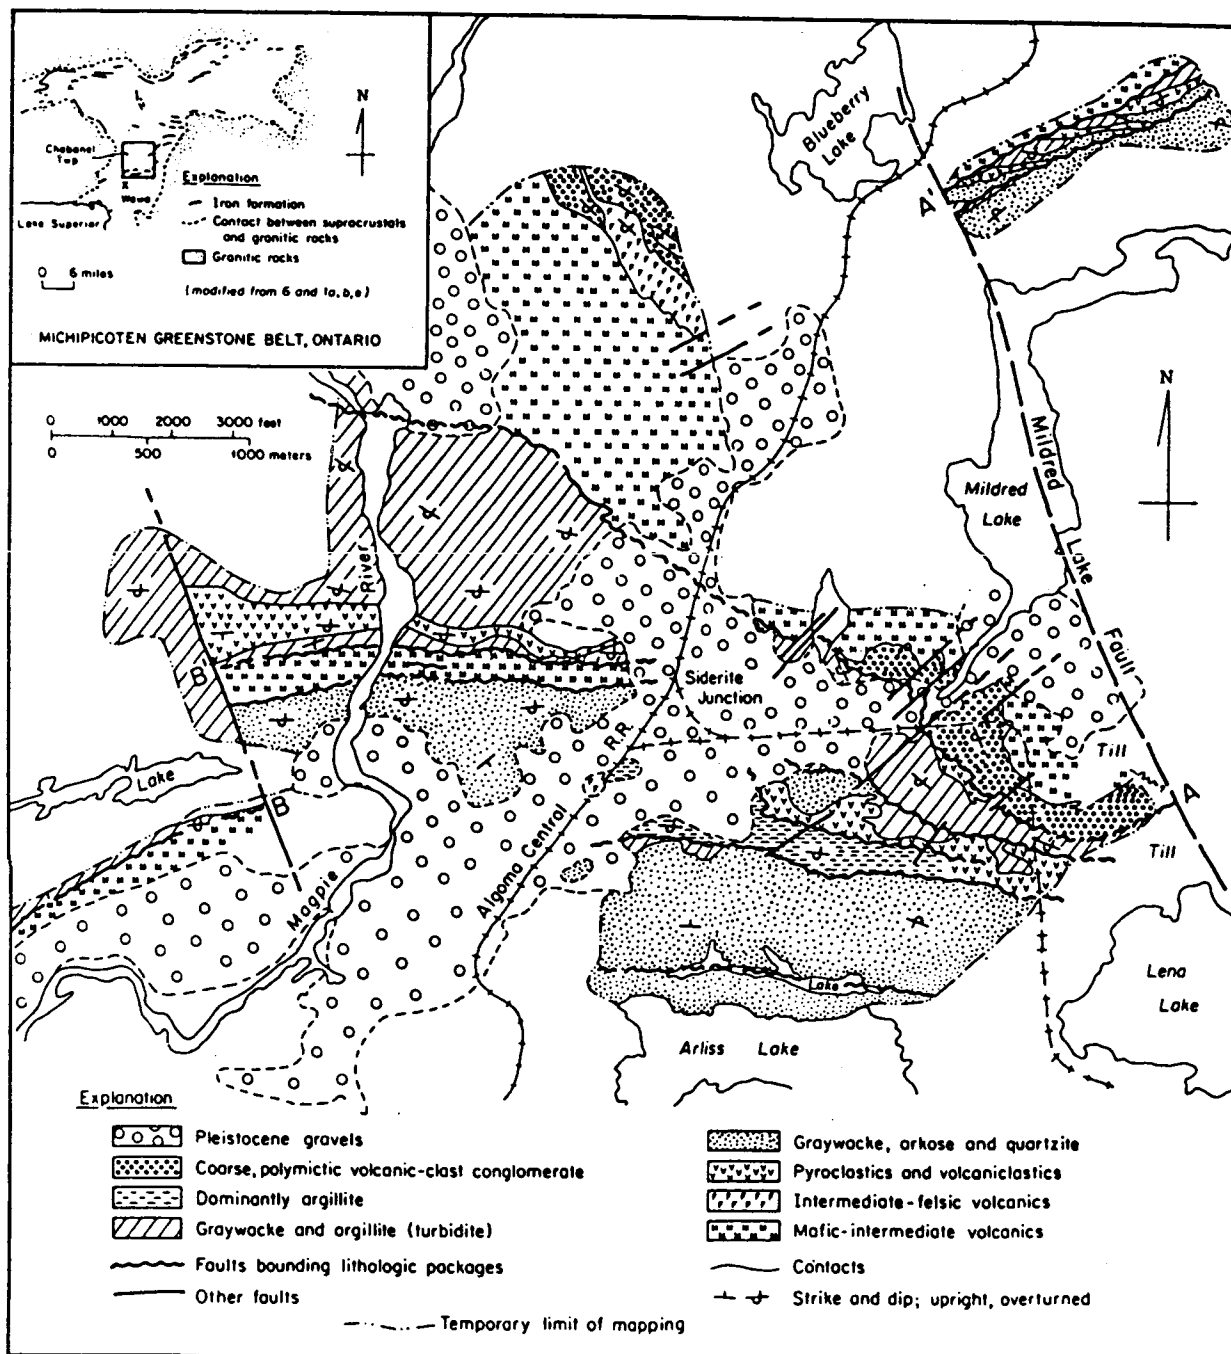 N
Chabanel
Twp
X
Wawa
Lake Superior
Explanation
Iron formation
Contact between supracrustals
and granitic rocks
Granitic rocks
0 6 miles
(modified from 6 and 1a, b, e)
MICHIPICOTEN GREENSTONE BELT, ONTARIO
Blueberry
Lake
A'
N
0 1000 2000 3000 feet
0 500 1000 meters
Mildred
Lake
Mildred Lake Fault
River
B'
Siderite
Junction
R.R.
Till
A
Lake
B
Till
Magpie
Algoma Central
Lake
Lena
Lake
Arliss Lake
Explanation
Pleistocene gravels
Coarse, polymictic volcanic-clast conglomerate
Dominantly argillite
Graywacke and argillite (turbidite)
Faults bounding lithologic packages
Other faults
Graywacke, arkose and quartzite
Pyroclastics and volcaniclastics
Intermediate-felsic volcanics
Mafic-intermediate volcanics
Contacts
Strike and dip; upright, overturned
Temporary limit of mapping